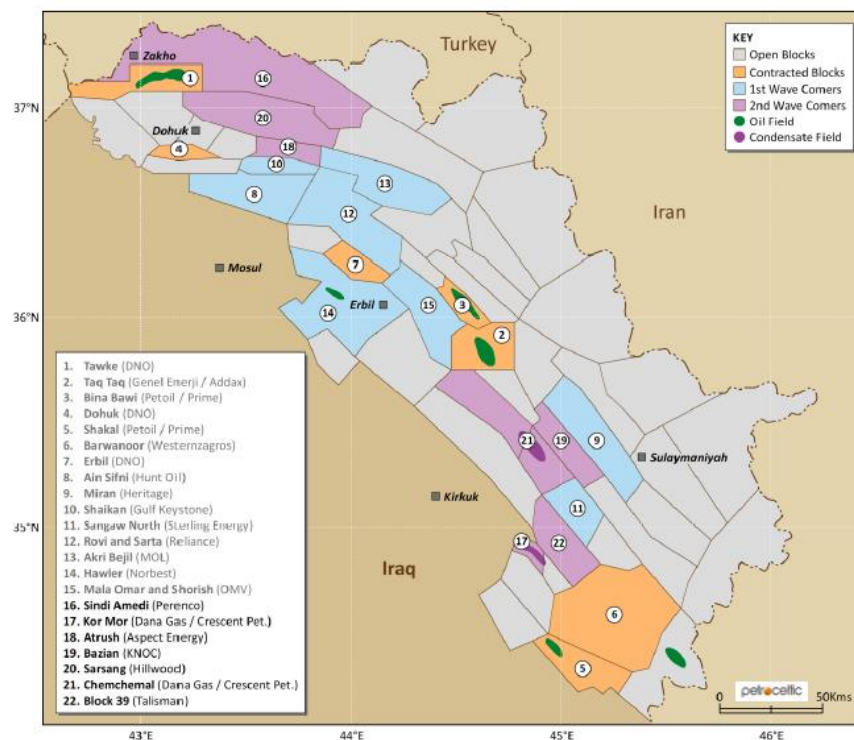 Turkey
Iran
Iraq
Zakho
Dohuk
Mosul
Erbil
Kirkuk
Sulaymaniyah
37°N
36°N
35°N
43°E
44°E
45°E
46°E
1
16
20
4
18
10
8
13
12
7
14
15
3
2
21
19
9
11
17
22
6
5
KEY
Open Blocks
Contracted Blocks
1st Wave Comers
2nd Wave Comers
Oil Field
Condensate Field
1. Tawke (DNO)
2. Taq Taq (Genel Enerji / Addax)
3. Bina Bawi (Petoil / Prime)
4. Dohuk (DNO)
5. Shakal (Petoil / Prime)
6. Barwanoor (Westernzagros)
7. Erbil (DNO)
8. Ain Sifni (Hunt Oil)
9. Miran (Heritage)
10. Shaikan (Gulf Keystone)
11. Sangaw North (Sterling Energy)
12. Rovi and Sarta (Reliance)
13. Akri Bejil (MOL)
14. Hawler (Norbest)
15. Mala Omar and Shorish (OMV)
16. Sindi Amedi (Perenco)
17. Kor Mor (Dana Gas / Crescent Pet.)
18. Atrush (Aspect Energy)
19. Bazian (KNOC)
20. Sarsang (Hillwood)
21. Chemchemal (Dana Gas / Crescent Pet.)
22. Block 39 (Talisman)
petroceltic
0 50Kms